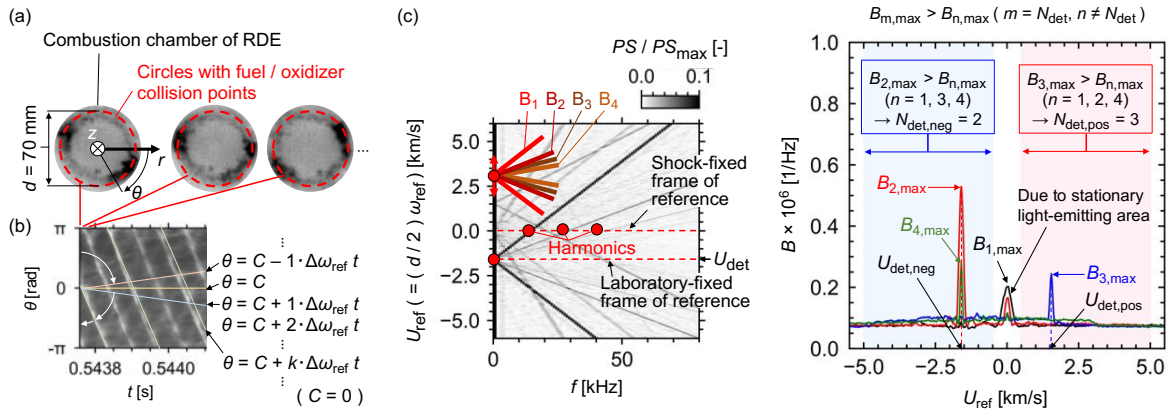 (a)
Combustion chamber of RDE
Circles with fuel / oxidizer
collision points
d = 70 mm
z
r
θ
...
(b)
π
0
-π
θ [rad]
0.5438
0.5440
t [s]
⋮
θ = C − 1·Δω_ref t
θ = C
θ = C + 1·Δω_ref t
θ = C + 2·Δω_ref t
⋮
θ = C + k·Δω_ref t
⋮
( C = 0 )
(c)
PS / PS_max [-]
0.0
0.1
B_1
B_2
B_3
B_4
5.0
2.5
0.0
−2.5
−5.0
U_ref ( = ( d / 2 ) ω_ref ) [km/s]
Shock-fixed
frame of
reference
Harmonics
U_det
Laboratory-fixed
frame of reference
0
50
f [kHz]
B_m,max > B_n,max ( m = N_det, n ≠ N_det )
1.0
0.8
0.6
0.4
0.2
0.0
B × 10⁶ [1/Hz]
B_2,max > B_n,max
(n = 1, 3, 4)
→ N_det,neg = 2
B_3,max > B_n,max
(n = 1, 2, 4)
→ N_det,pos = 3
B_2,max
B_4,max
U_det,neg
B_1,max
Due to stationary
light-emitting area
B_3,max
U_det,pos
−5.0
−2.5
0.0
2.5
5.0
U_ref [km/s]